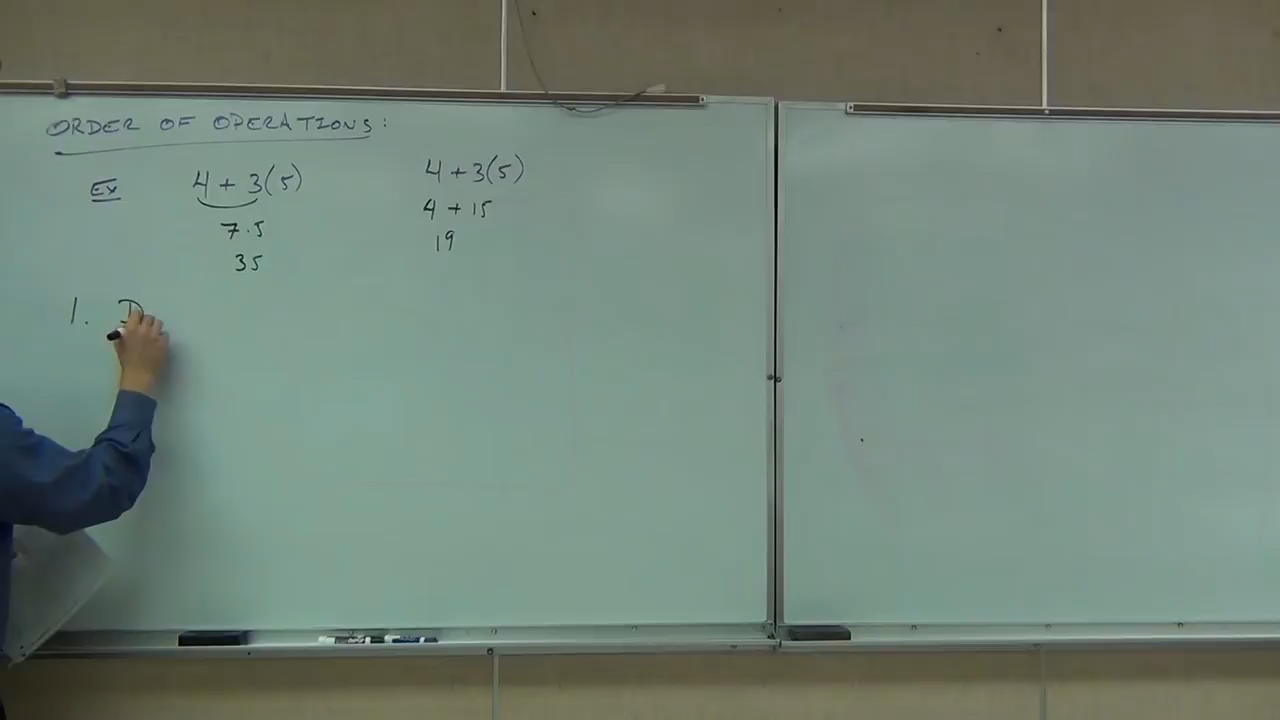 ORDER OF OPERATIONS:
Ex 4 + 3(5) 4 + 3(5)
7.5 4 + 15
35 19
1. D